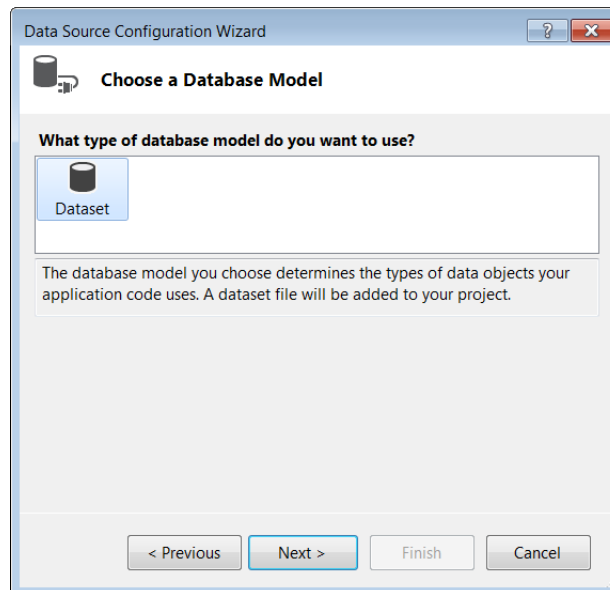 Data Source Configuration Wizard
Choose a Database Model
What type of database model do you want to use?
Dataset
The database model you choose determines the types of data objects your
application code uses. A dataset file will be added to your project.
< Previous
Next >
Finish
Cancel